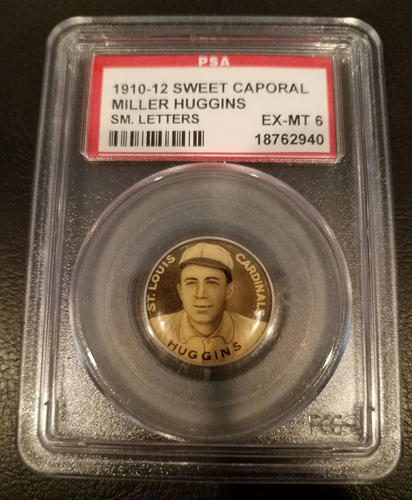 PSA
1910-12 SWEET CAPORAL
MILLER HUGGINS
SM. LETTERS EX-MT 6
18762940
ST. LOUIS CARDINALS
HUGGINS